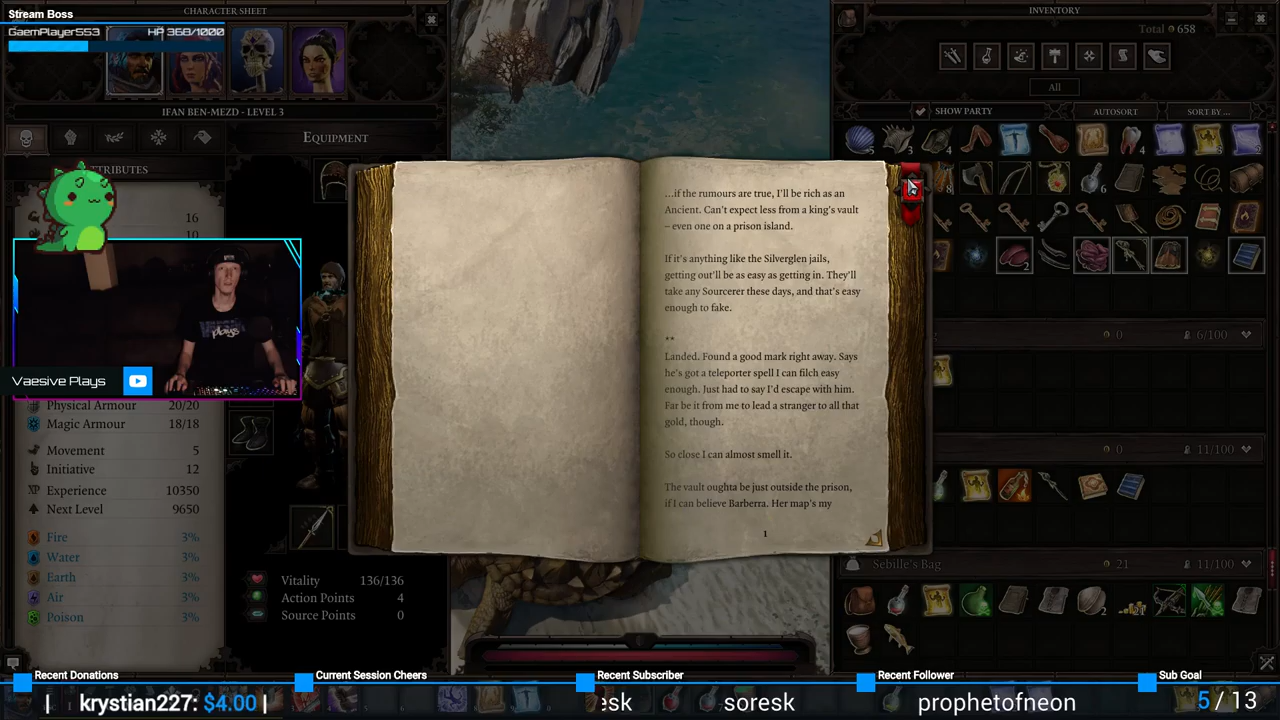 Stream Boss
GaemPlayer553
HP 368/1000
CHARACTER SHEET
IFAN BEN-MEZD - LEVEL 3
EQUIPMENT
16
10
Vaesive Plays
Physical Armour 20/20
Magic Armour 18/18
Movement 5
Initiative 12
Experience 10350
Next Level 9650
Fire 3%
Water 3%
Earth 3%
Air 3%
Poison 3%
Vitality 136/136
Action Points 4
Source Points 0
…if the rumours are true, I'll be rich as an
Ancient. Can't expect less from a king's vault
– even one on a prison island.
If it's anything like the Silverglen jails,
getting out'll be as easy as getting in. They'll
take any Sourcerer these days, and that's easy
enough to fake.
**
Landed. Found a good mark right away. Says
he's got a teleporter spell I can filch easy
enough. Just had to say I'd escape with him.
Far be it from me to lead a stranger to all that
gold, though.
So close I can almost smell it.
The vault oughta be just outside the prison,
if I can believe Barberra. Her map's my
1
INVENTORY
Total 658
All
SHOW PARTY
AUTOSORT
SORT BY ...
0 6/100
0 11/100
Sebille's Bag 21 11/100
Recent Donations
krystian227: $4.00 |
Current Session Cheers
Recent Subscriber
soresk
Recent Follower
prophetofneon
Sub Goal
5 / 13